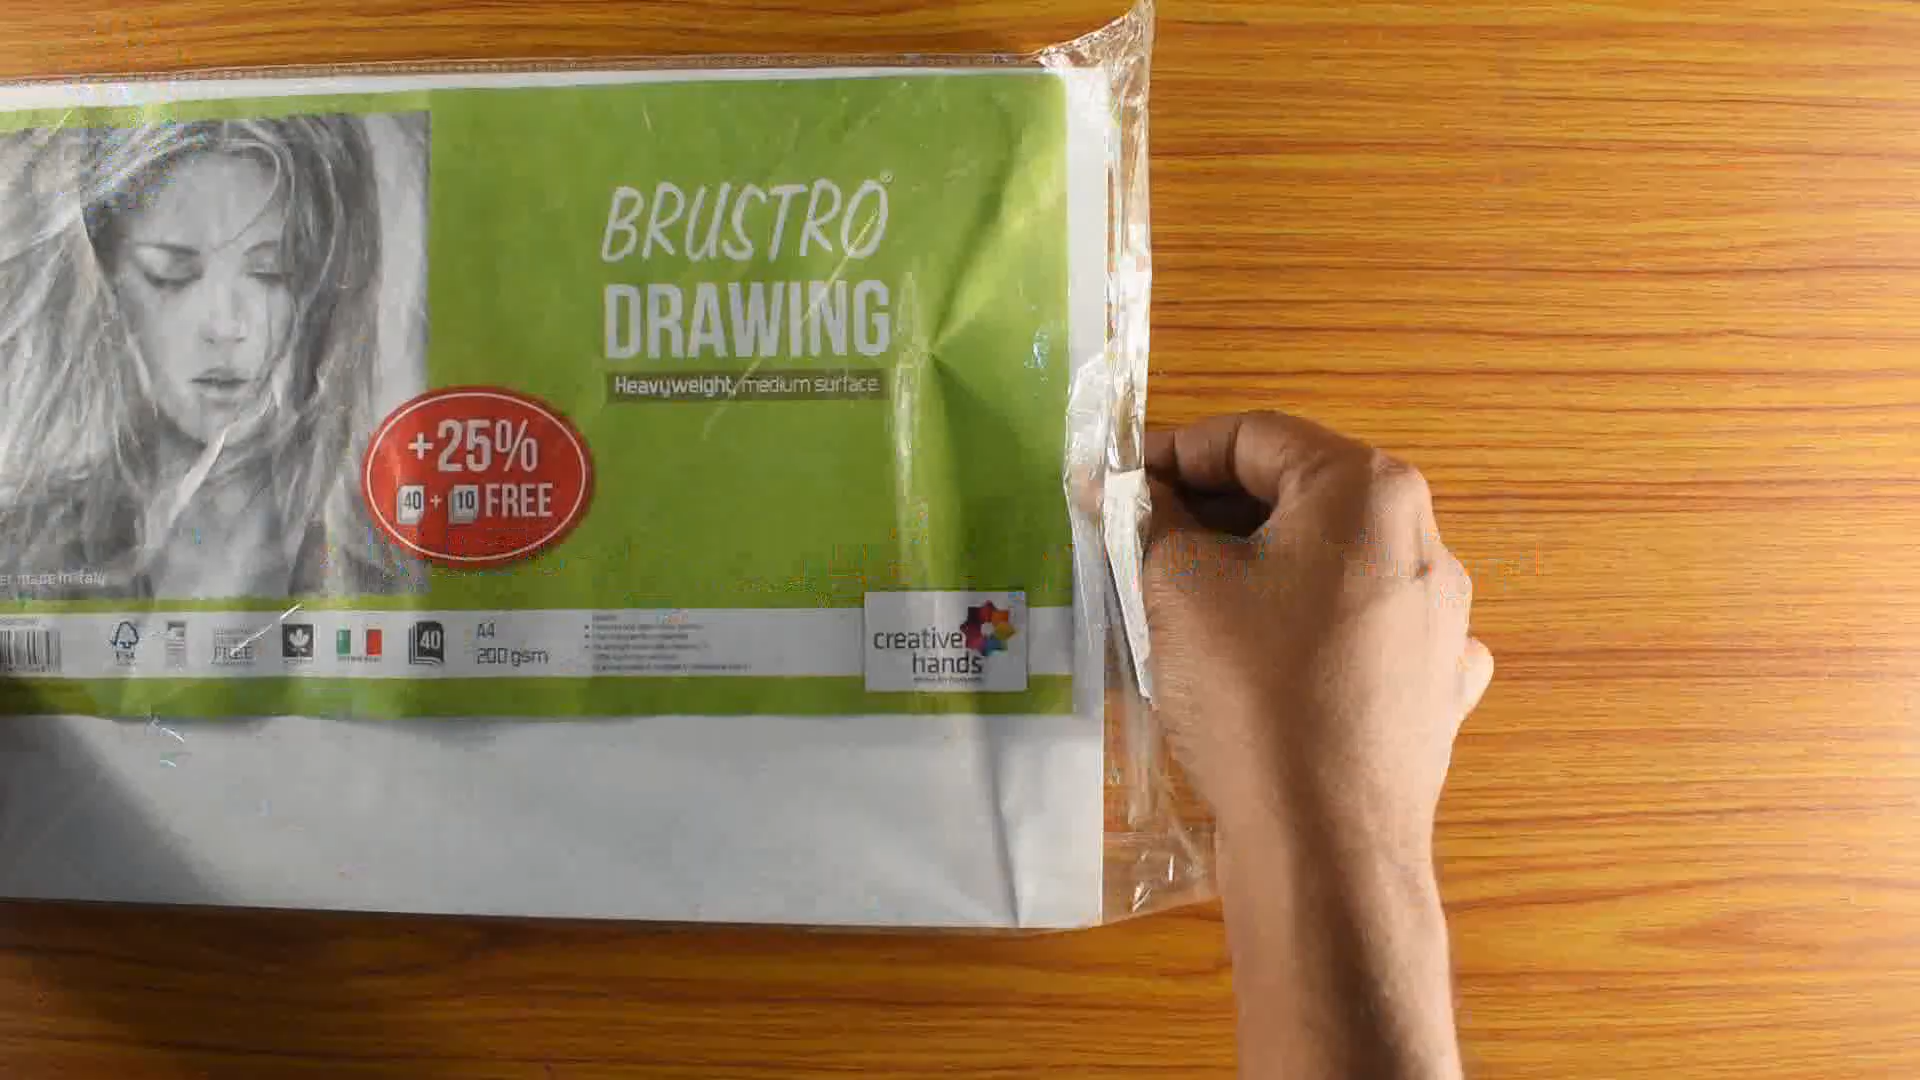 BRUSTRO®
DRAWING
Heavyweight, medium surface
+25%
40 + 10 FREE
made in Italy
FSC
FREE
40
A4
200 gsm
creative
hands